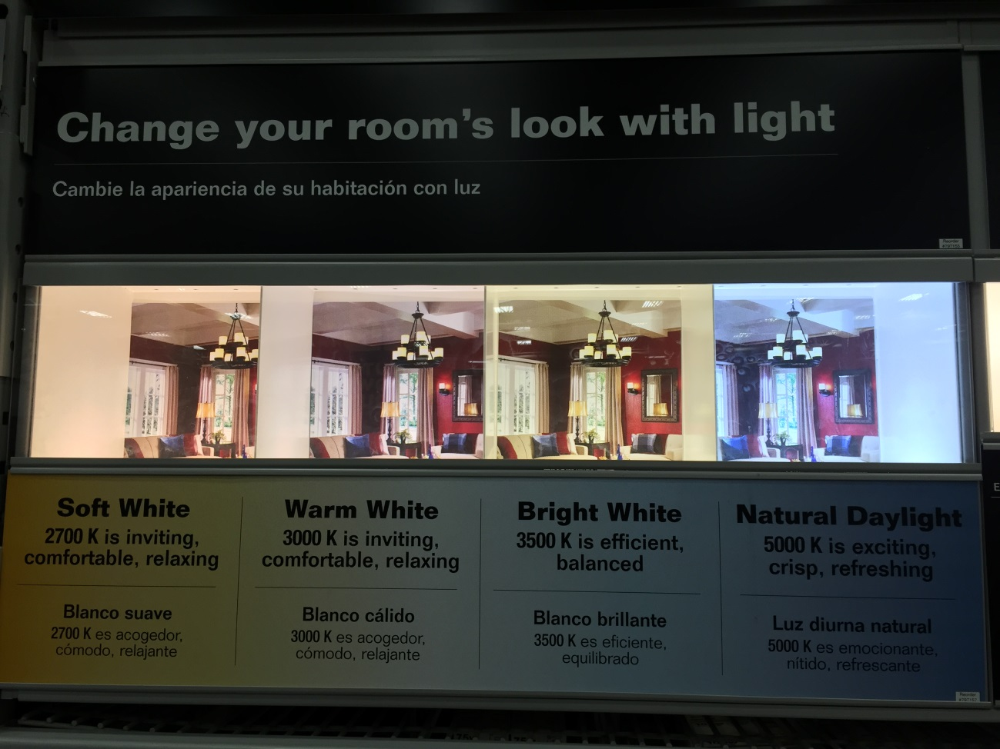 Change your room's look with light
Cambie la apariencia de su habitación con luz
Reorder
Soft White
2700 K is inviting,
comfortable, relaxing
Blanco suave
2700 K es acogedor,
cómodo, relajante
Warm White
3000 K is inviting,
comfortable, relaxing
Blanco cálido
3000 K es acogedor,
cómodo, relajante
Bright White
3500 K is efficient,
balanced
Blanco brillante
3500 K es eficiente,
equilibrado
Natural Daylight
5000 K is exciting,
crisp, refreshing
Luz diurna natural
5000 K es emocionante,
nítido, refrescante
Reorder
E